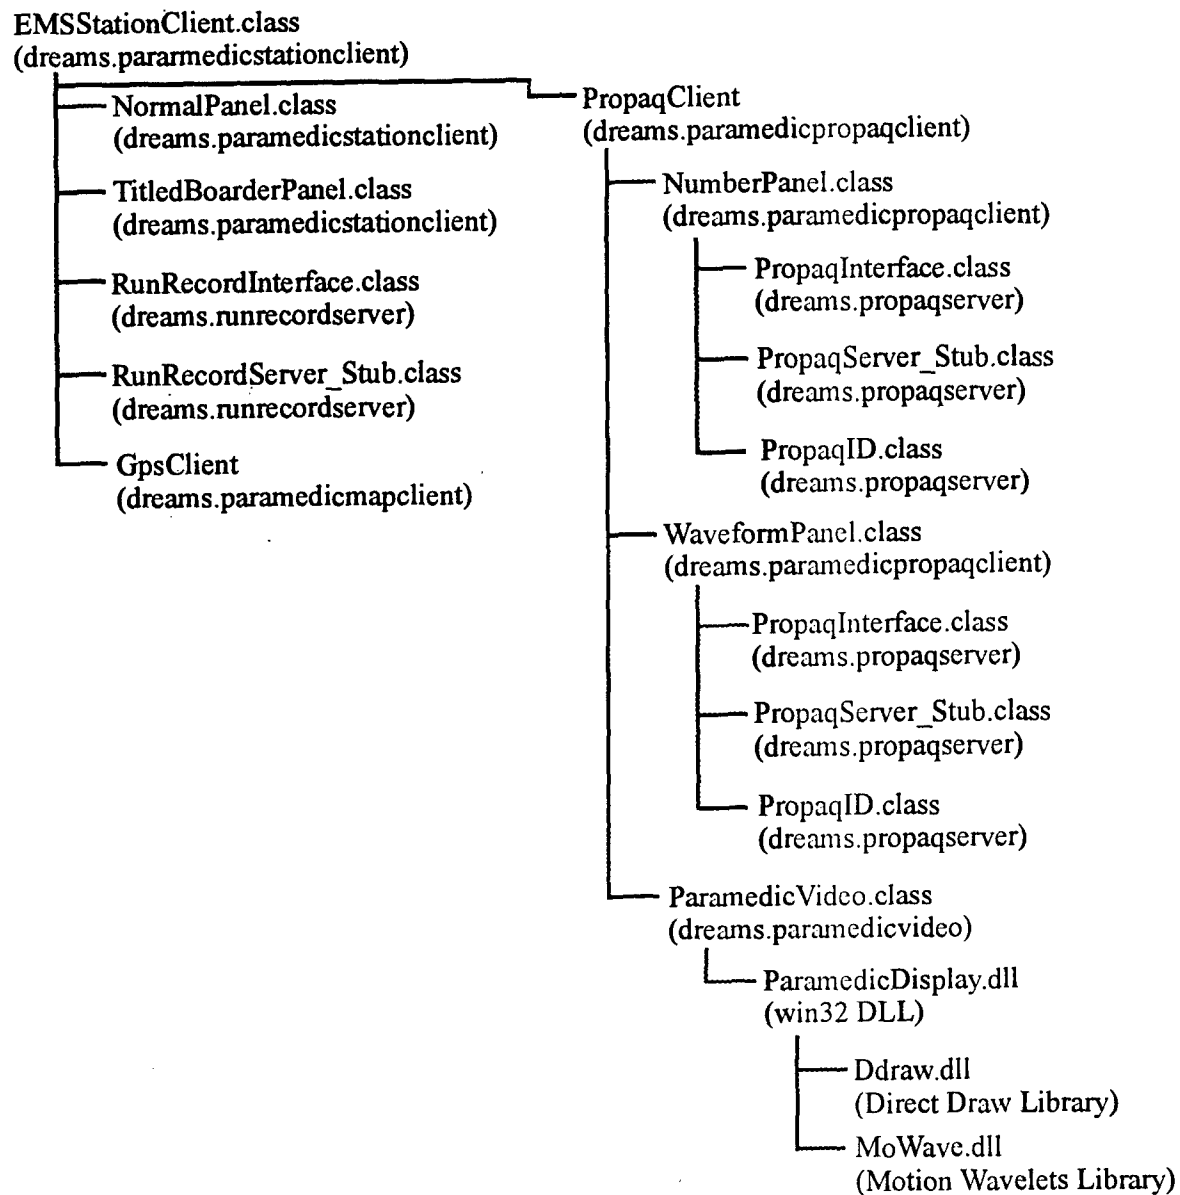 EMSStationClient.class
(dreams.pararmedicstationclient)
NormalPanel.class
(dreams.paramedicstationclient)
TitledBoarderPanel.class
(dreams.paramedicstationclient)
RunRecordInterface.class
(dreams.runrecordserver)
RunRecordServer_Stub.class
(dreams.runrecordserver)
GpsClient
(dreams.paramedicmapclient)
PropaqClient
(dreams.paramedicpropaqclient)
NumberPanel.class
(dreams.paramedicpropaqclient)
PropaqInterface.class
(dreams.propaqserver)
PropaqServer_Stub.class
(dreams.propaqserver)
PropaqID.class
(dreams.propaqserver)
WaveformPanel.class
(dreams.paramedicpropaqclient)
PropaqInterface.class
(dreams.propaqserver)
PropaqServer_Stub.class
(dreams.propaqserver)
PropaqID.class
(dreams.propaqserver)
ParamedicVideo.class
(dreams.paramedicvideo)
ParamedicDisplay.dll
(win32 DLL)
Ddraw.dll
(Direct Draw Library)
MoWave.dll
(Motion Wavelets Library)